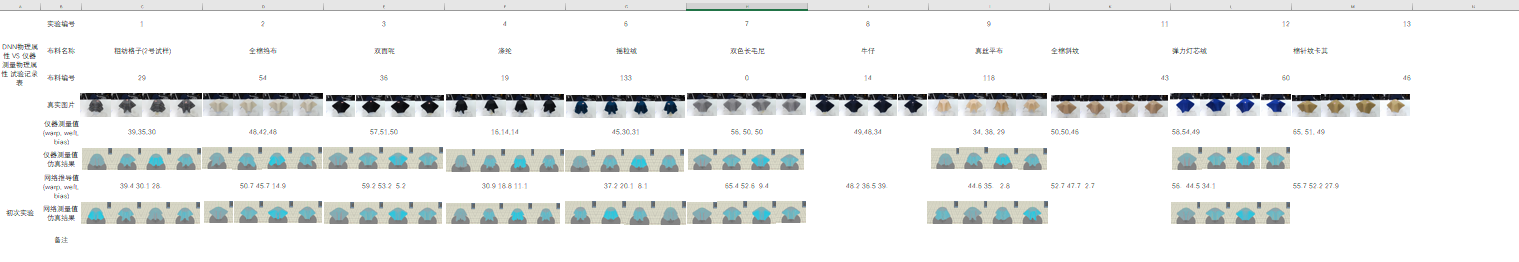 A B C D E F G H I J K L M N
实验编号 1 2 3 4 6 7 8 9 11 12 13
DNN物理属性 VS 仪器测量物理属性 试验记录表
布料名称 粗纺格子(2号试样) 全棉绉布 双面呢 涤纶 摇粒绒 双色长毛尼 牛仔 真丝平布 全棉斜纹 弹力灯芯绒 棉针纹卡其
布料编号 29 54 36 19 133 0 14 118 43 60 46
真实图片
仪器测量值 (warp, weft, bias) 39,35,30 48,42,48 57,51,50 16,14,14 45,30,31 56, 50, 50 49,48,34 34, 38, 29 50,50,46 58,54,49 65, 51, 49
仪器测量值仿真结果
网络推导值 (warp, weft, bias) 39 4 30 1 28. 50 7 45 7 14 9 59 2 53 2 5 2 30 9 18.8 11 1 37 2 20 1 8 1 65 4 52 6 9 4 48 2 36 5 39 44 6 35. 2 8 52 7 47 7 2 7 56 44 5 34 1 55 7 52 2 27 9
初次实验 网络测量值仿真结果
备注